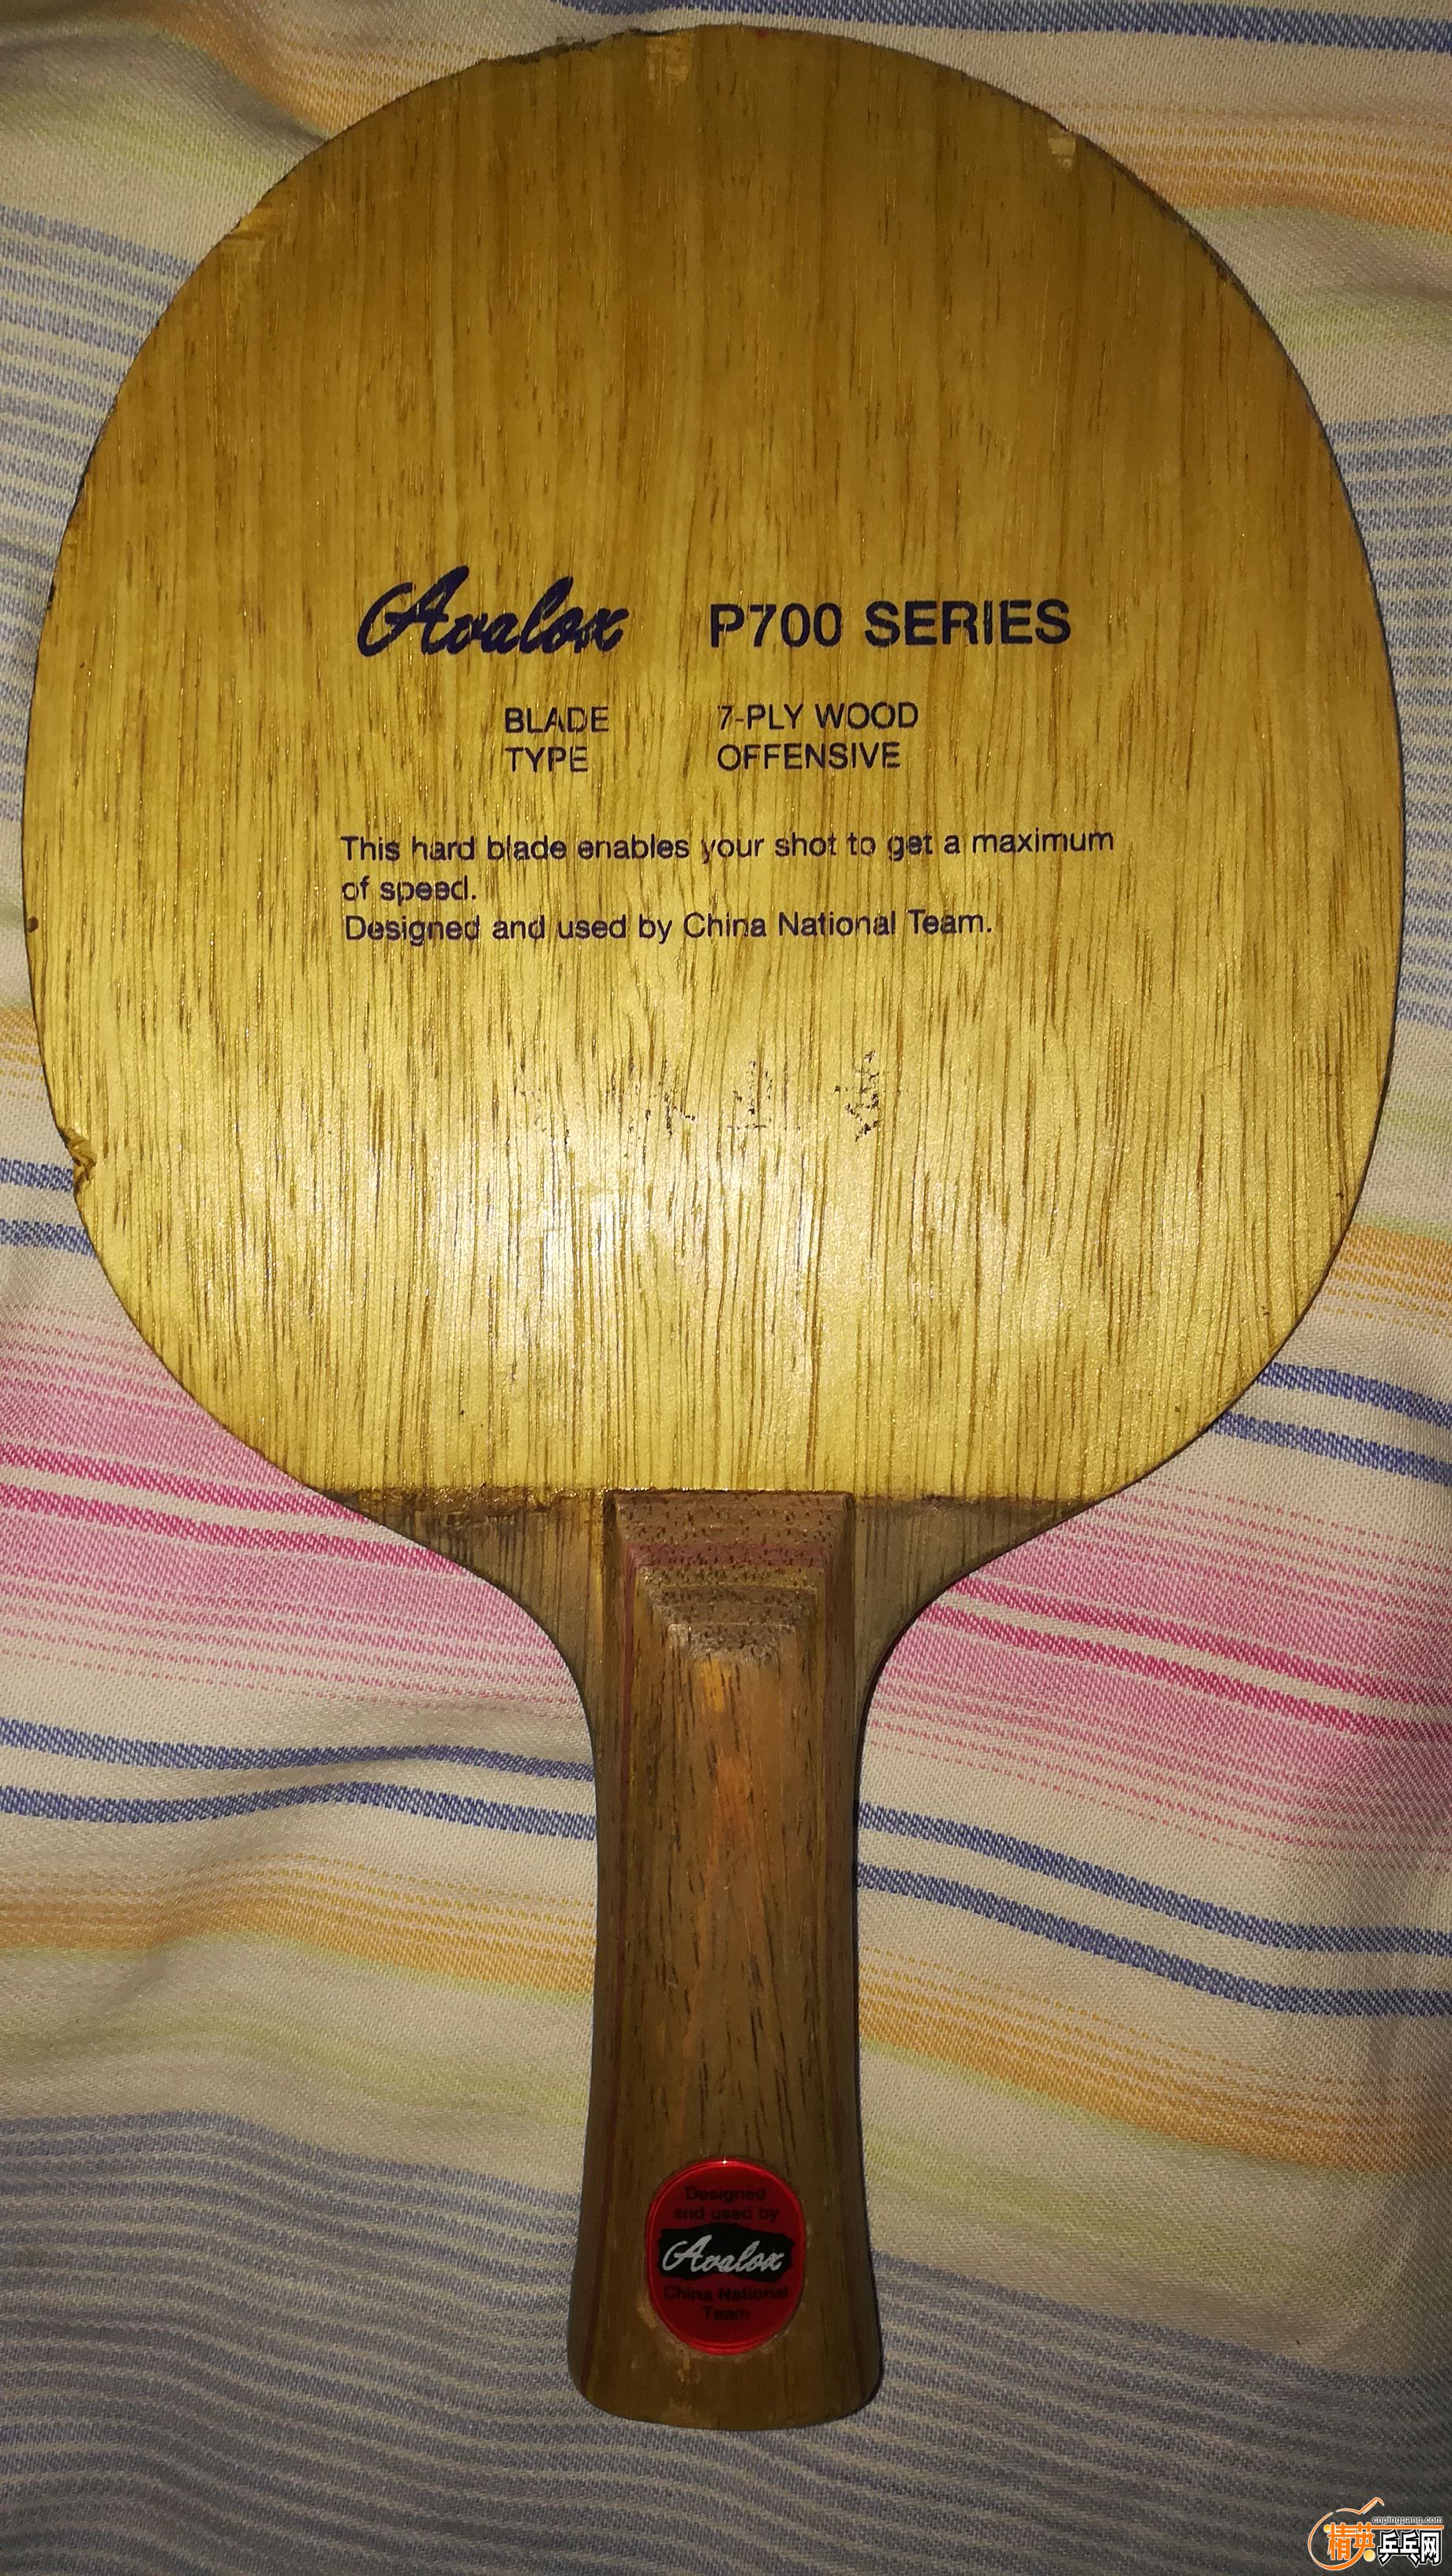 Avalox P700 SERIES
BLADE 7-PLY WOOD
TYPE OFFENSIVE
This hard blade enables your shot to get a maximum
of speed.
Designed and used by China National Team.
Designed
and used by
Avalox
China National
Team
cnpingpang.com
精英乒乓网